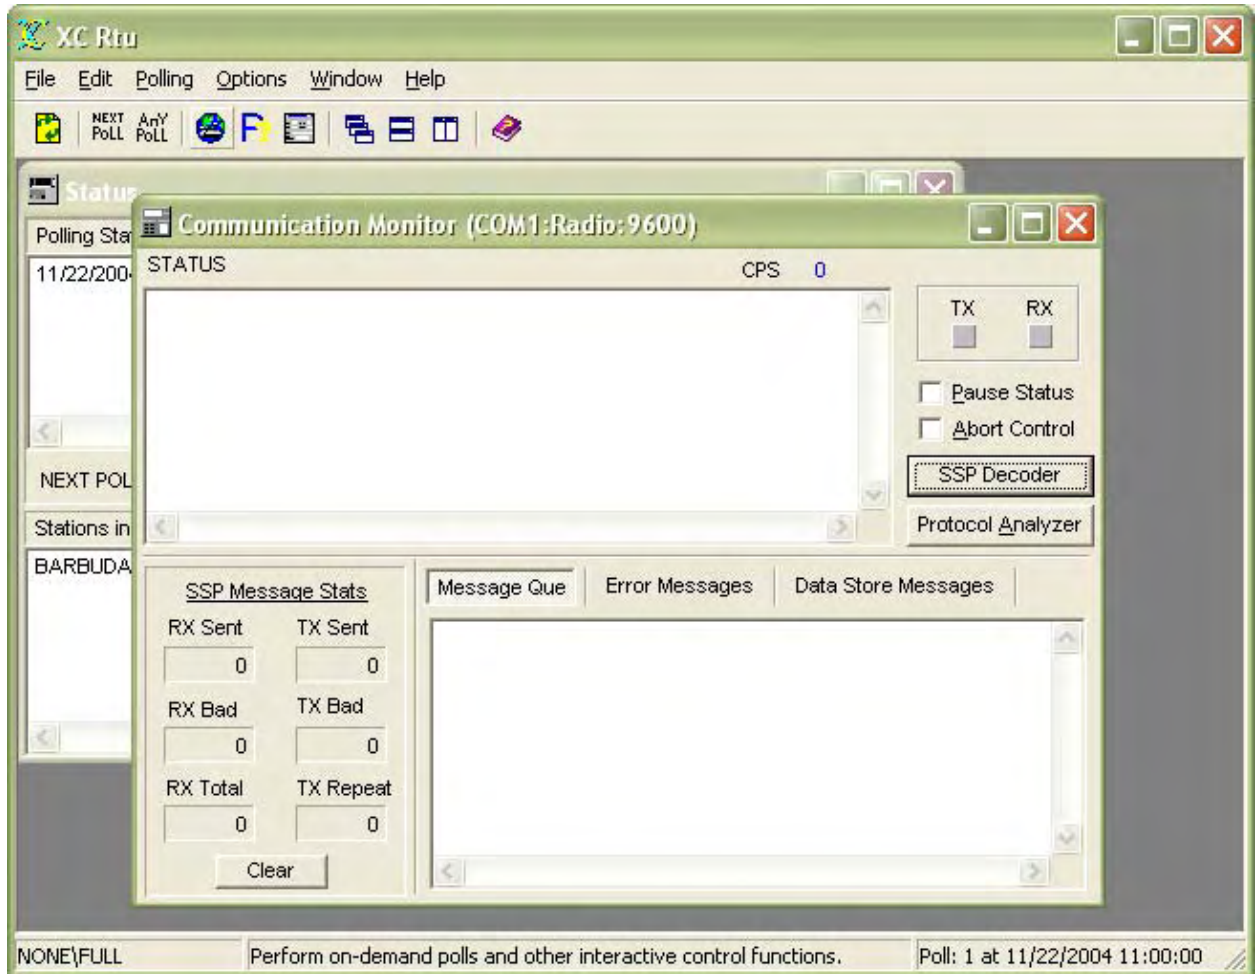 XC Rtu
File Edit Polling Options Window Help
NEXT POLL ANY POLL F
Status
Communication Monitor (COM1:Radio:9600)
Polling Sta
11/22/200
STATUS
CPS 0
TX RX
Pause Status
Abort Control
SSP Decoder
Protocol Analyzer
NEXT POL
Stations in
BARBUDA
SSP Message Stats
RX Sent TX Sent
0 0
RX Bad TX Bad
0 0
RX Total TX Repeat
0 0
Clear
Message Que Error Messages Data Store Messages
NONE\FULL Perform on-demand polls and other interactive control functions. Poll: 1 at 11/22/2004 11:00:00